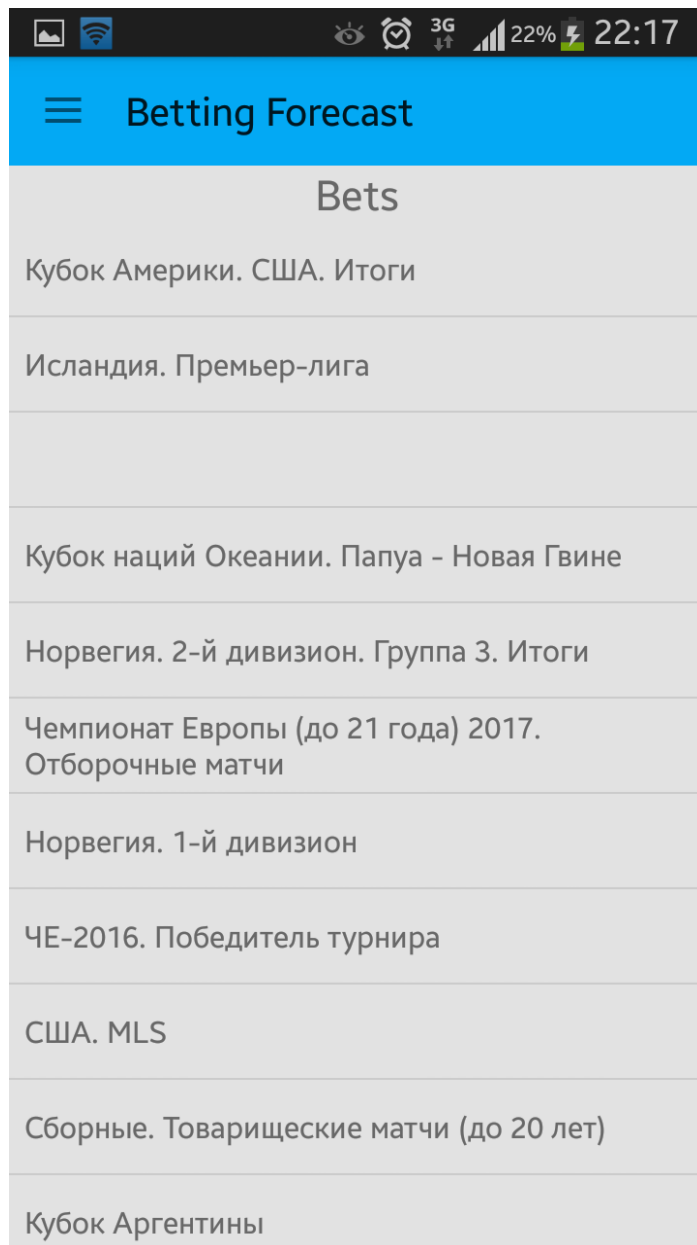 3G 22% 22:17
Betting Forecast
Bets
Кубок Америки. США. Итоги
Исландия. Премьер-лига
Кубок наций Океании. Папуа - Новая Гвине
Норвегия. 2-й дивизион. Группа 3. Итоги
Чемпионат Европы (до 21 года) 2017.
Отборочные матчи
Норвегия. 1-й дивизион
ЧЕ-2016. Победитель турнира
США. MLS
Сборные. Товарищеские матчи (до 20 лет)
Кубок Аргентины